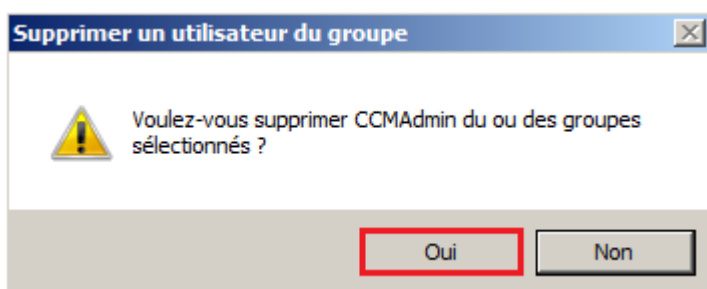 Supprimer un utilisateur du groupe
Voulez-vous supprimer CCMAdmin du ou des groupes
sélectionnés ?
Oui
Non